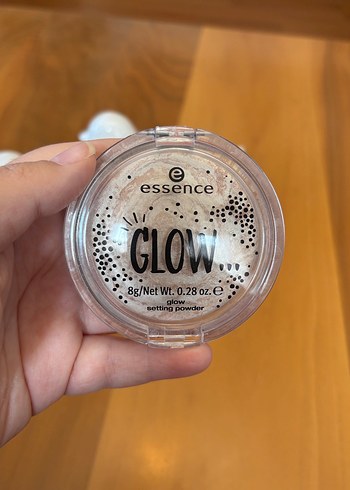 essence
GLOW...
8g/Net Wt. 0.28 oz. ℮
glow
setting powder